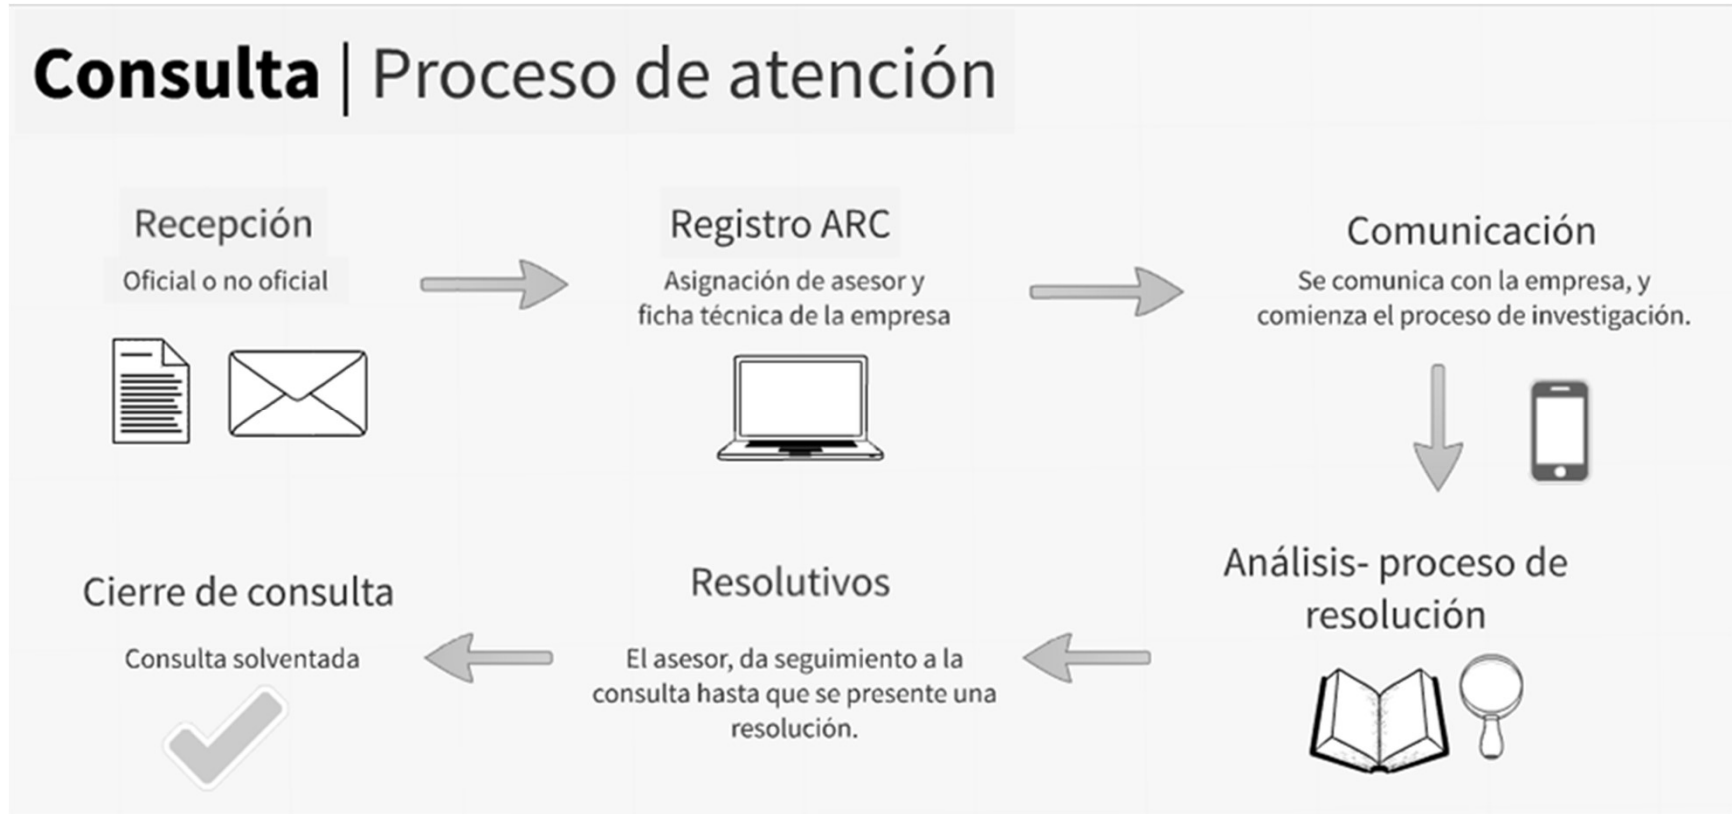 Consulta | Proceso de atención
Recepción
Oficial o no oficial
Registro ARC
Asignación de asesor y
ficha técnica de la empresa
Comunicación
Se comunica con la empresa, y
comienza el proceso de investigación.
Análisis- proceso de
resolución
Resolutivos
El asesor, da seguimiento a la
consulta hasta que se presente una
resolución.
Cierre de consulta
Consulta solventada